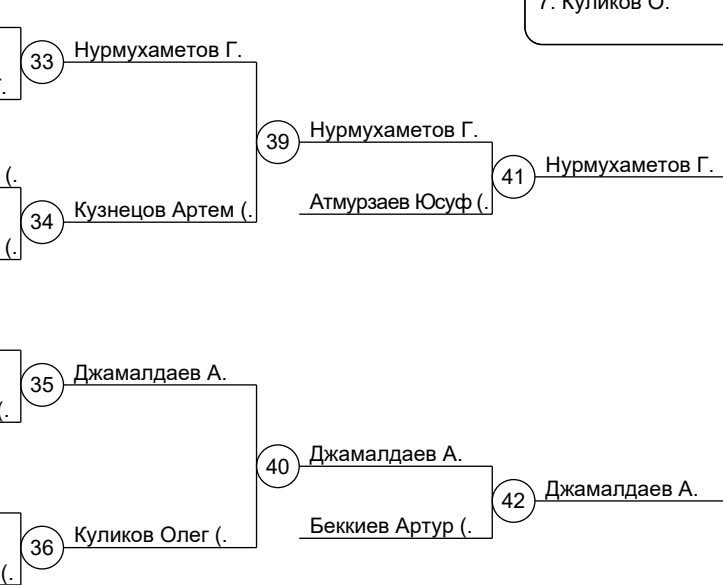 7. Куликов О.
33 Нурмухаметов Г.
39 Нурмухаметов Г.
41 Нурмухаметов Г.
(.
34 Кузнецов Артем (.
Атмурзаев Юсуф (.
(.
35 Джамалдаев А.
(.
40 Джамалдаев А.
42 Джамалдаев А.
Беккиев Артур (.
36 Куликов Олег (.
(.